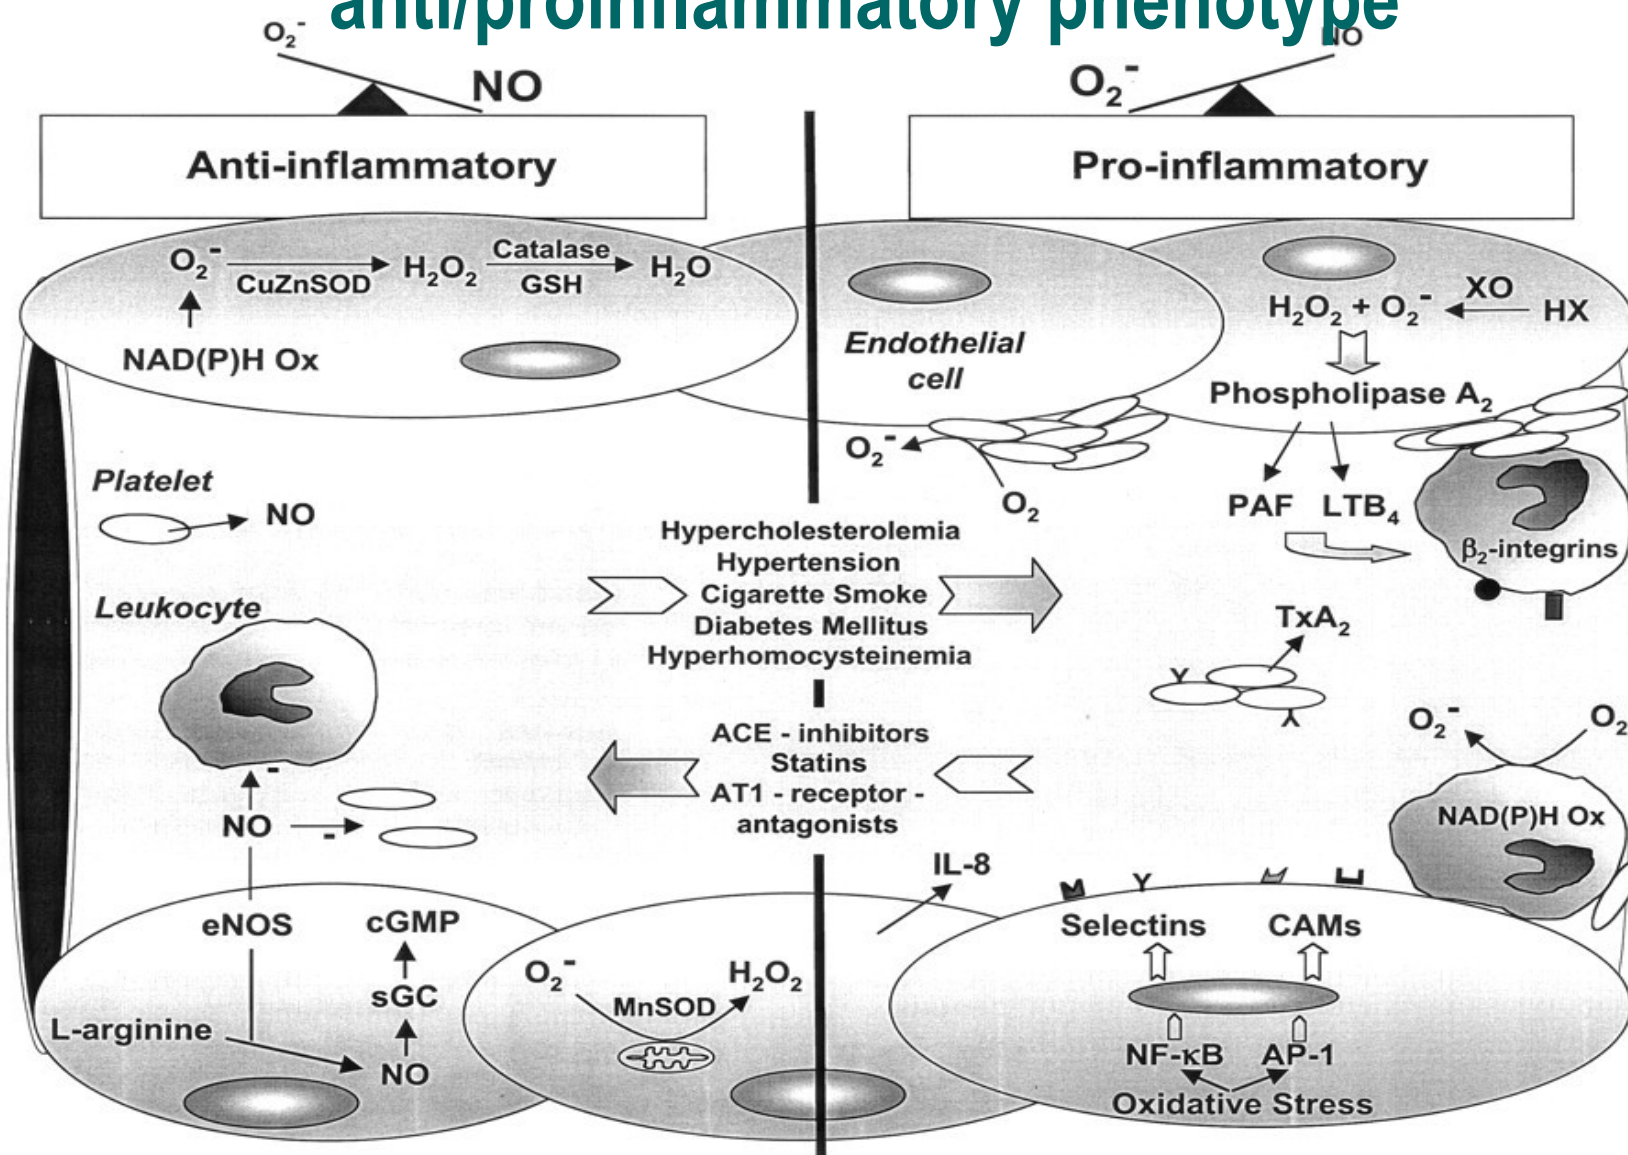 anti/proinflammatory phenotype
O₂⁻
NO
O₂⁻
NO
Anti-inflammatory
Pro-inflammatory
O₂⁻
CuZnSOD
H₂O₂
Catalase
GSH
H₂O
NAD(P)H Ox
Endothelial
cell
H₂O₂ + O₂⁻
XO
HX
Phospholipase A₂
O₂⁻
O₂
PAF
LTB₄
β₂-integrins
Platelet
NO
Leukocyte
Hypercholesterolemia
Hypertension
Cigarette Smoke
Diabetes Mellitus
Hyperhomocysteinemia
TxA₂
ACE - inhibitors
Statins
AT1 - receptor -
antagonists
O₂⁻
O₂
NAD(P)H Ox
-
NO
-
IL-8
eNOS
cGMP
sGC
L-arginine
NO
O₂⁻
MnSOD
H₂O₂
Selectins
CAMs
NF-κB
AP-1
Oxidative Stress